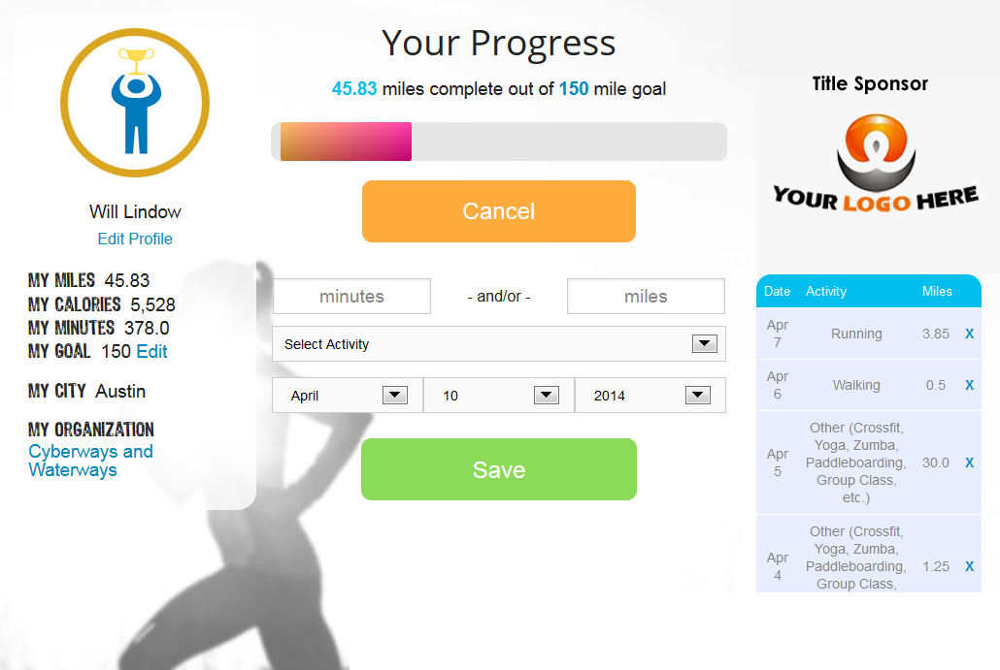 Will Lindow
Edit Profile
MY MILES 45.83
MY CALORIES 5,528
MY MINUTES 378.0
MY GOAL 150 Edit
MY CITY Austin
MY ORGANIZATION
Cyberways and
Waterways
Your Progress
45.83 miles complete out of 150 mile goal
Cancel
minutes - and/or - miles
Select Activity
April 10 2014
Save
Title Sponsor
YOUR LOGO HERE
Date Activity Miles
Apr
7
Running 3.85 X
Apr
6
Walking 0.5 X
Apr
5
Other (Crossfit,
Yoga, Zumba,
Paddleboarding,
Group Class,
etc.)
30.0 X
Apr
4
Other (Crossfit,
Yoga, Zumba,
Paddleboarding,
Group Class,
1.25 X